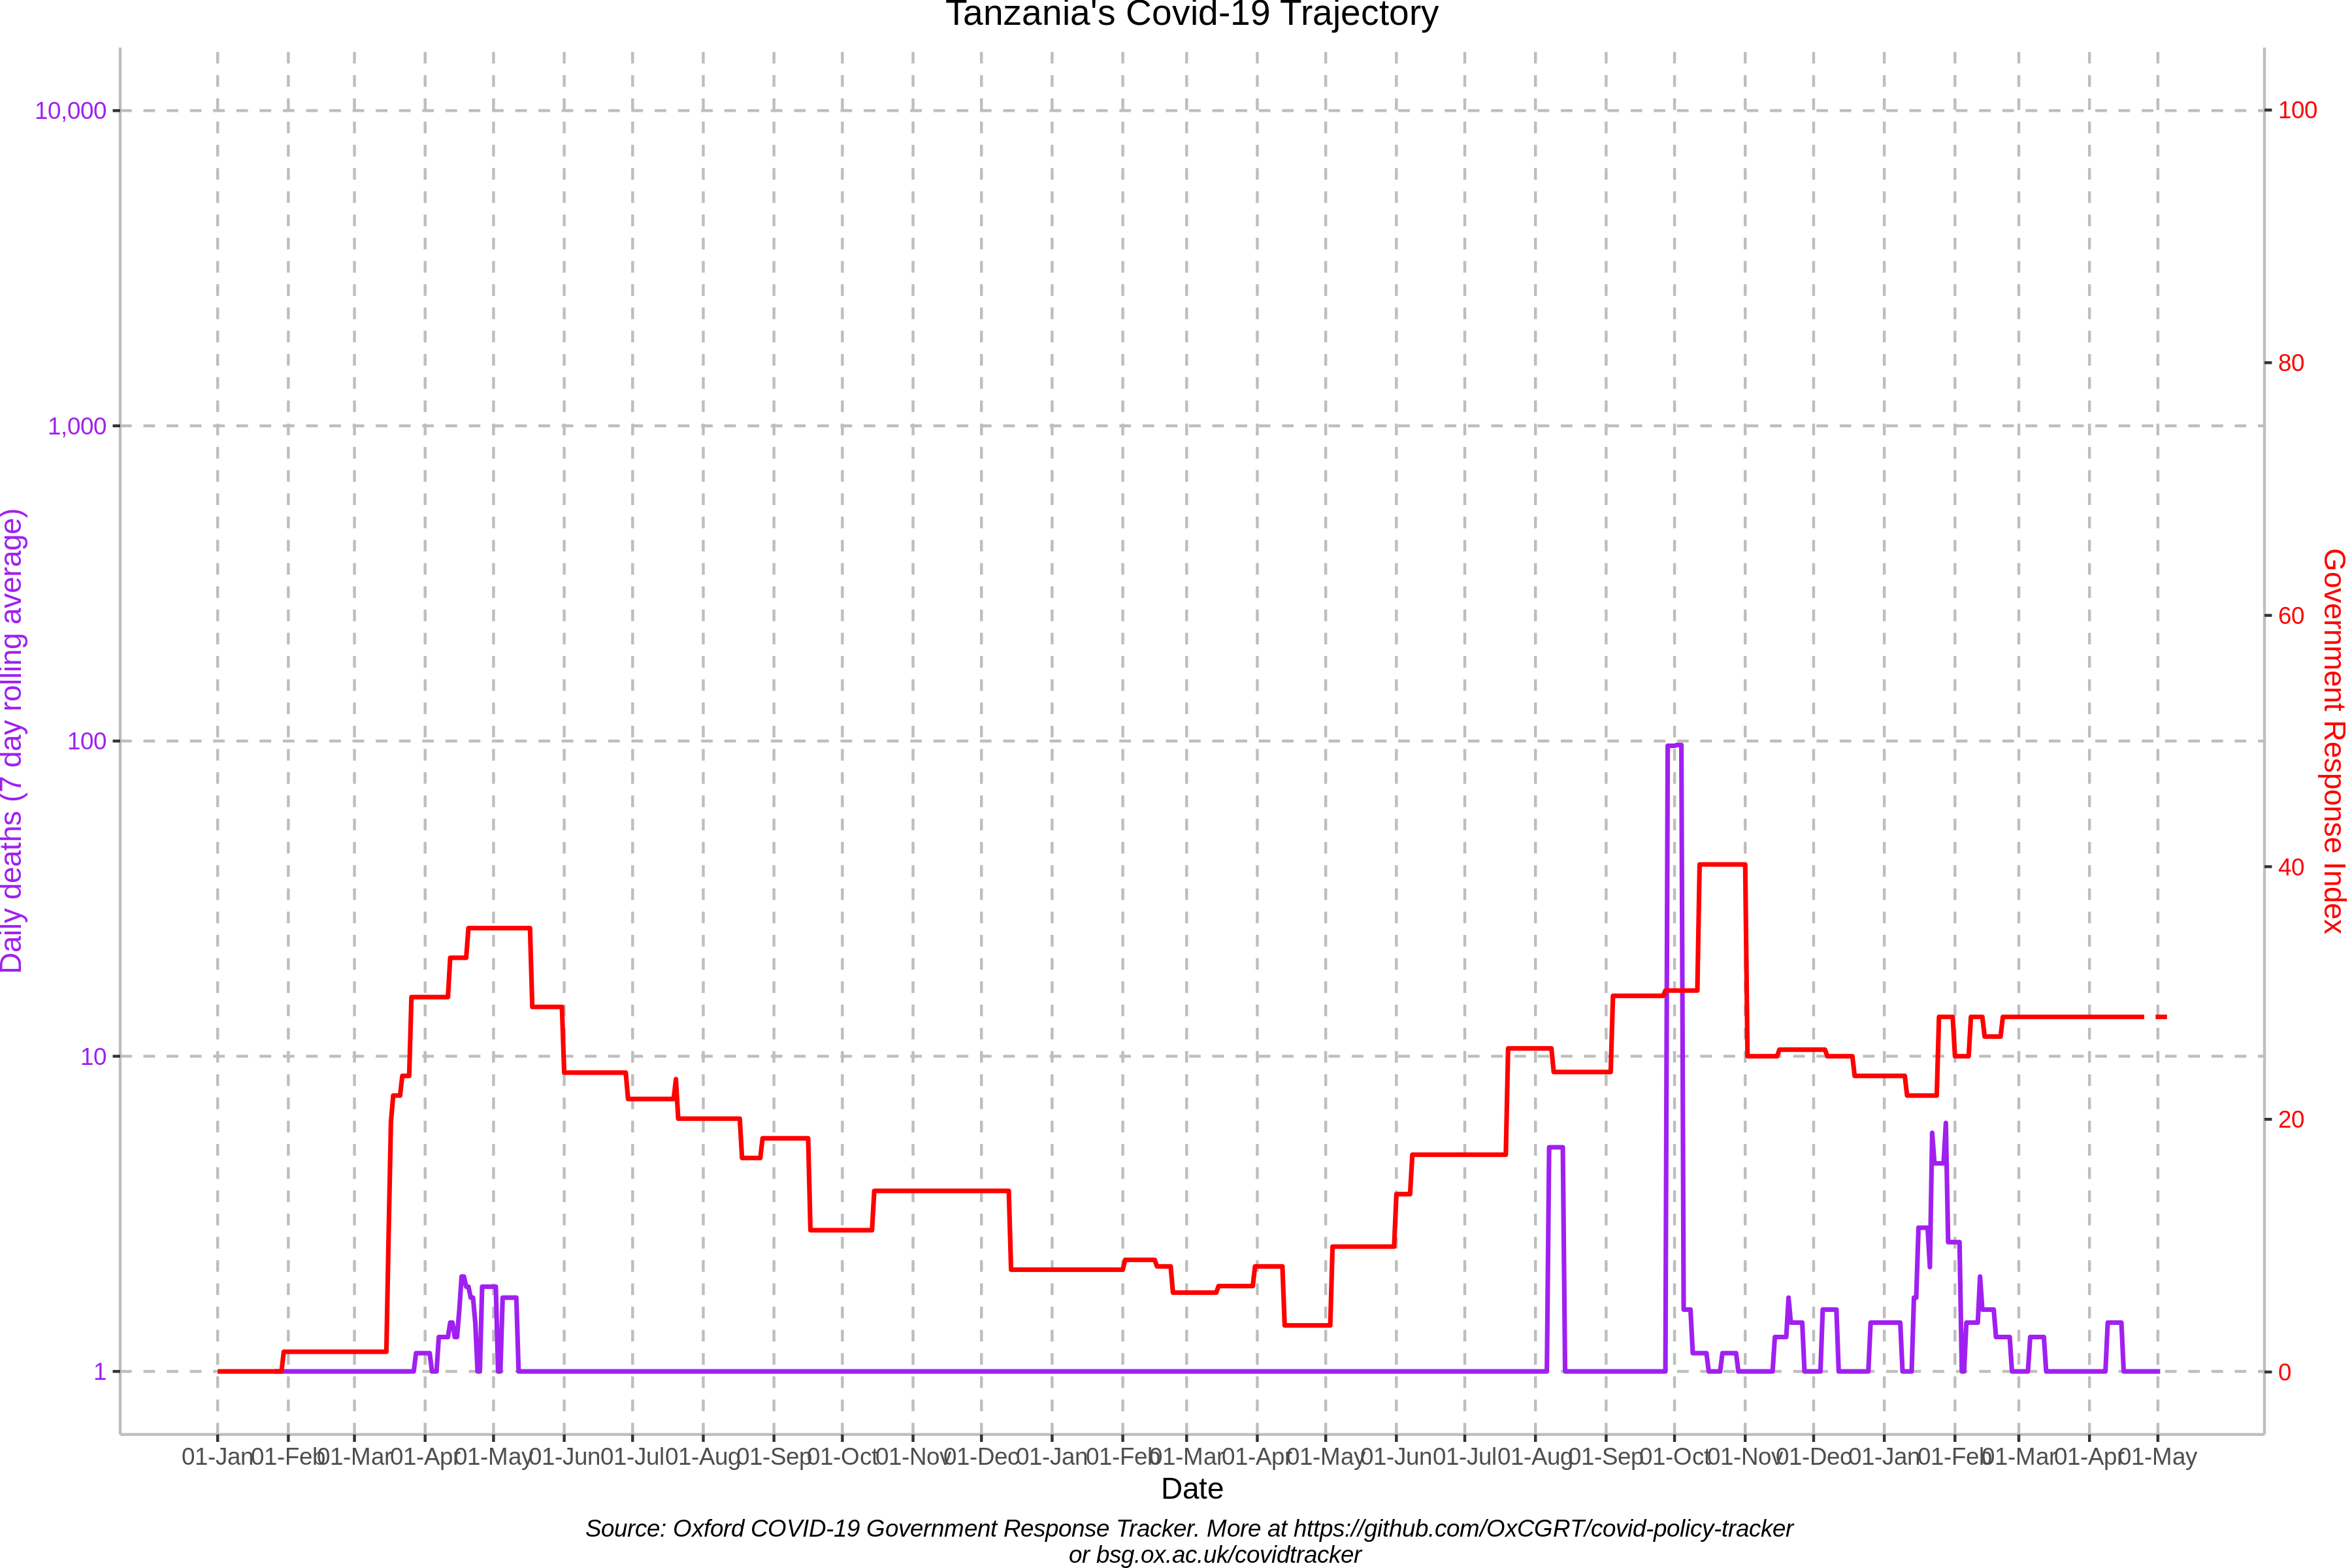 Tanzania's Covid-19 Trajectory
10,000
1,000
100
10
1
Daily deaths (7 day rolling average)
100
80
60
40
20
0
Government Response Index
01-Jan 01-Feb 01-Mar 01-Apr 01-May 01-Jun 01-Jul 01-Aug 01-Sep 01-Oct 01-Nov 01-Dec 01-Jan 01-Feb 01-Mar 01-Apr 01-May 01-Jun 01-Jul 01-Aug 01-Sep 01-Oct 01-Nov 01-Dec 01-Jan 01-Feb 01-Mar 01-Apr 01-May
Date
Source: Oxford COVID-19 Government Response Tracker. More at https://github.com/OxCGRT/covid-policy-tracker
or bsg.ox.ac.uk/covidtracker